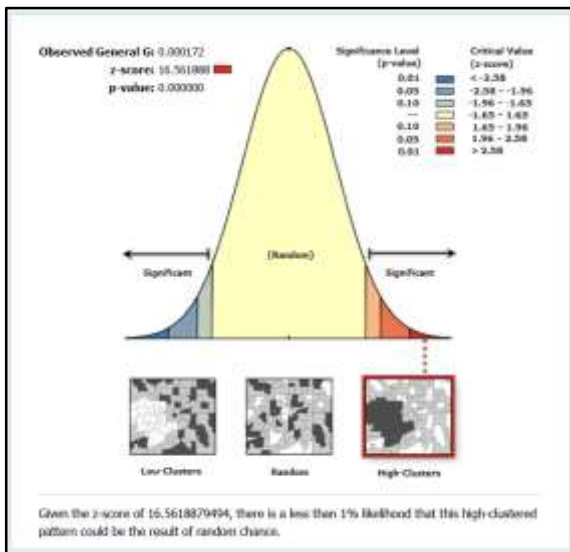 Observed General G: 0.000172
z-score: 16.561888
p-value: 0.000000
Significance Level
(p-value)
0.01
0.05
0.10
---
0.10
0.05
0.01
Critical Value
(z-score)
< -2.58
-2.58 - -1.96
-1.96 - -1.65
-1.65 - 1.65
1.65 - 1.96
1.96 - 2.58
> 2.58
Significant
(Random)
Significant
Low-Clusters
Random
High-Clusters
Given the z-score of 16.5618879494, there is a less than 1% likelihood that this high-clustered
pattern could be the result of random chance.